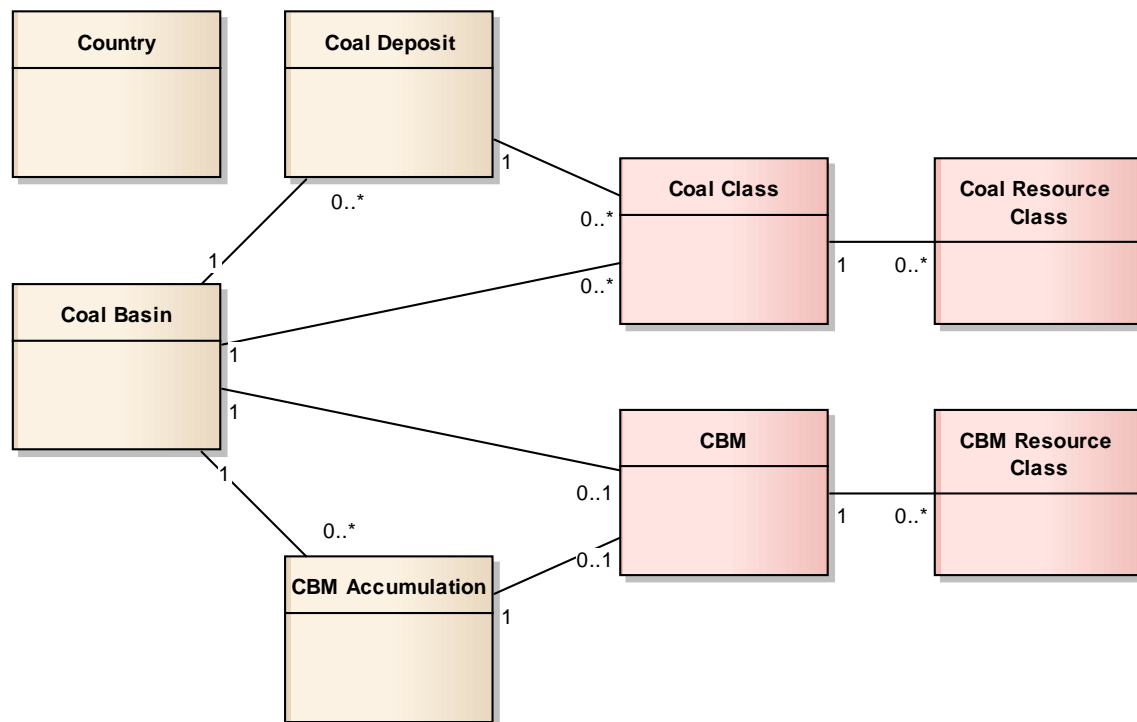 Country
Coal Deposit
1
0..*
Coal Class
Coal Resource
Class
0..*
1
0..*
1
0..*
Coal Basin
1
1
0..1
CBM
CBM Resource
Class
1
0..*
1
0..*
0..1
CBM Accumulation
1